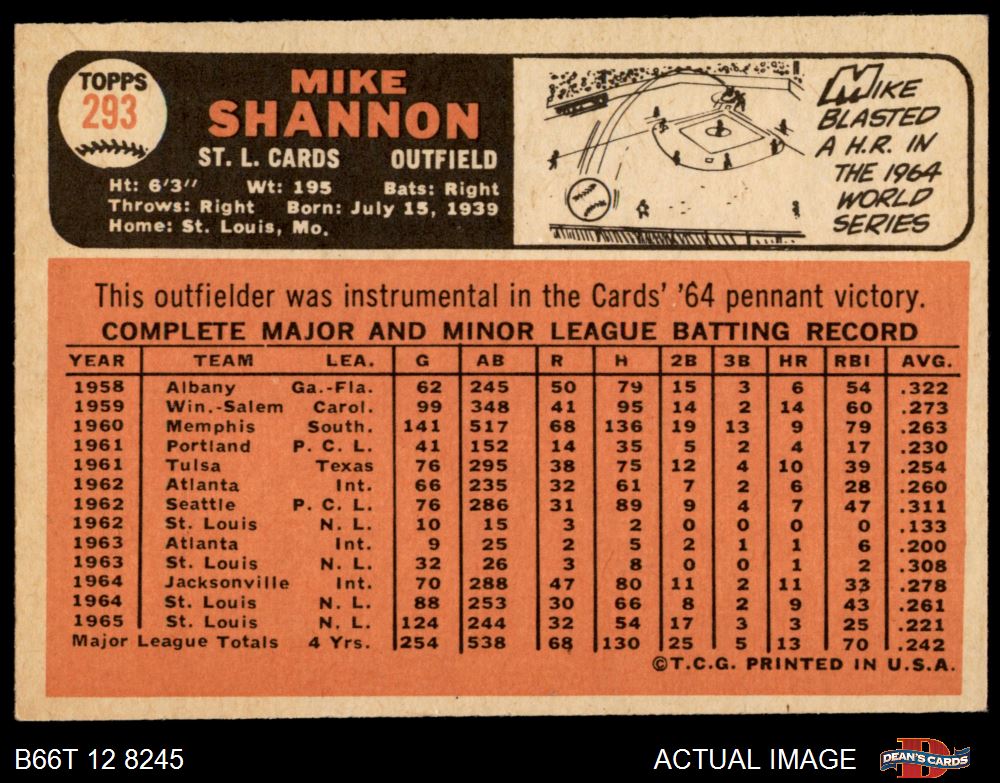 TOPPS
293
MIKE
SHANNON
ST. L. CARDS OUTFIELD
Ht: 6'3" Wt: 195 Bats: Right
Throws: Right Born: July 15, 1939
Home: St. Louis, Mo.
MIKE
BLASTED
A H.R. IN
THE 1964
WORLD
SERIES
This outfielder was instrumental in the Cards' '64 pennant victory.
COMPLETE MAJOR AND MINOR LEAGUE BATTING RECORD
YEAR TEAM LEA. G AB R H 2B 3B HR RBI AVG.
1958 Albany Ga.-Fla. 62 245 50 79 15 3 6 54 .322
1959 Win.-Salem Carol. 99 348 41 95 14 2 14 60 .273
1960 Memphis South. 141 517 68 136 19 13 9 79 .263
1961 Portland P. C. L. 41 152 14 35 5 2 4 17 .230
1961 Tulsa Texas 76 295 38 75 12 4 10 39 .254
1962 Atlanta Int. 66 235 32 61 7 2 6 28 .260
1962 Seattle P. C. L. 76 286 31 89 9 4 7 47 .311
1962 St. Louis N. L. 10 15 3 2 0 0 0 0 .133
1963 Atlanta Int. 9 25 2 5 2 1 1 6 .200
1963 St. Louis N. L. 32 26 3 8 0 0 1 2 .308
1964 Jacksonville Int. 70 288 47 80 11 2 11 33 .278
1964 St. Louis N. L. 88 253 30 66 8 2 9 43 .261
1965 St. Louis N. L. 124 244 32 54 17 3 3 25 .221
Major League Totals 4 Yrs. 254 538 68 130 25 5 13 70 .242
©T.C.G. PRINTED IN U.S.A.
B66T 12 8245 ACTUAL IMAGE DEAN'S CARDS